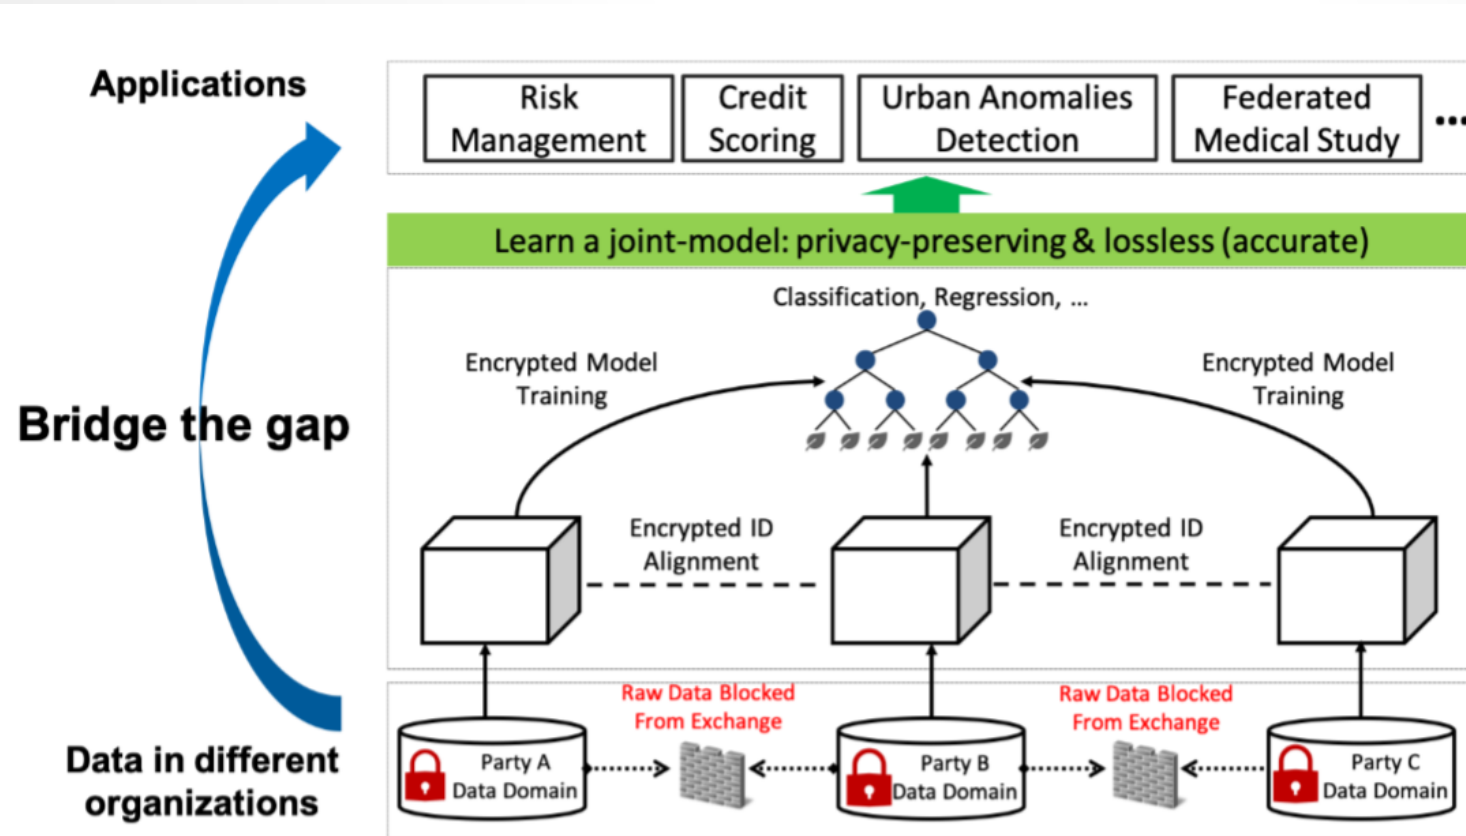 Applications
Risk
Management
Credit
Scoring
Urban Anomalies
Detection
Federated
Medical Study
...
Learn a joint-model: privacy-preserving & lossless (accurate)
Classification, Regression, ...
Encrypted Model
Training
Encrypted Model
Training
Bridge the gap
Encrypted ID
Alignment
Encrypted ID
Alignment
Raw Data Blocked
From Exchange
Raw Data Blocked
From Exchange
Data in different
organizations
Party A
Data Domain
Party B
Data Domain
Party C
Data Domain